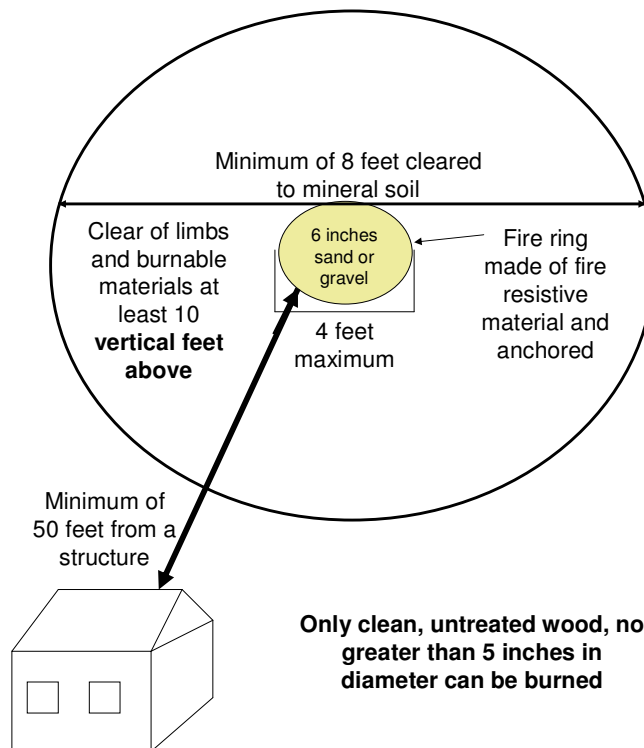 Minimum of 8 feet cleared
to mineral soil
Clear of limbs
and burnable
materials at
least 10
vertical feet
above
6 inches
sand or
gravel
4 feet
maximum
Fire ring
made of fire
resistive
material and
anchored
Minimum of
50 feet from a
structure
Only clean, untreated wood, no
greater than 5 inches in
diameter can be burned